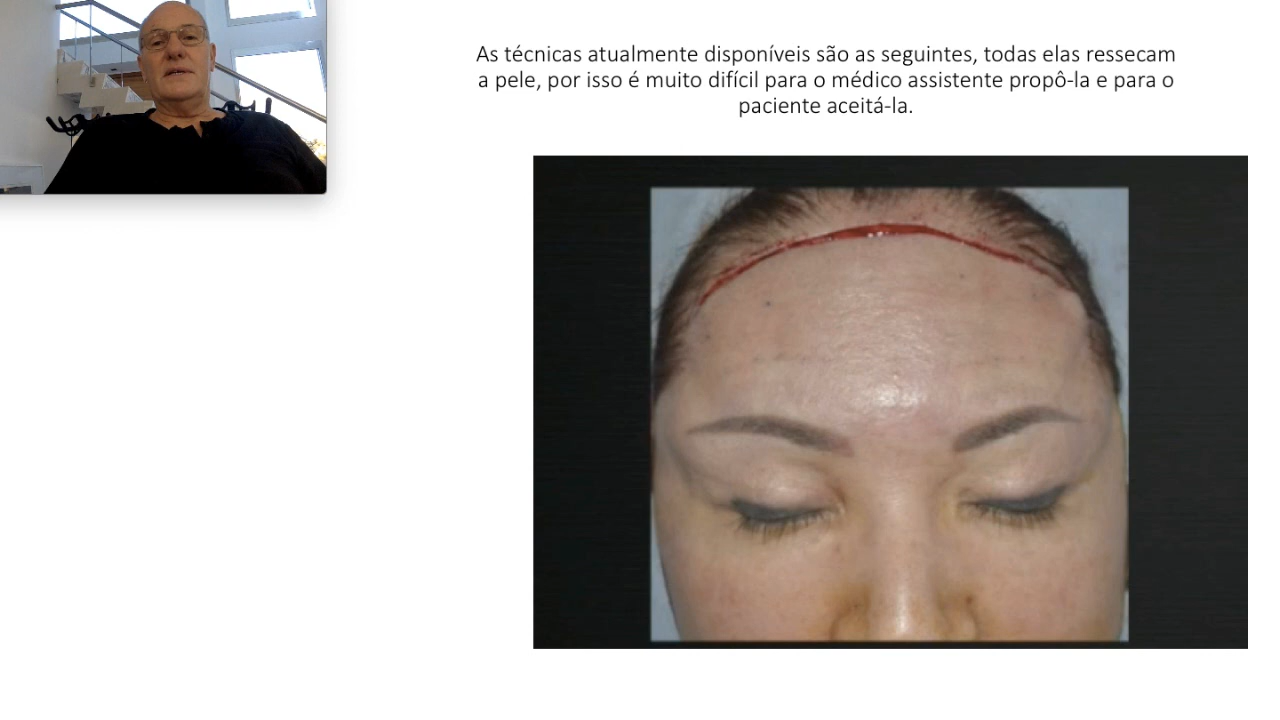 As técnicas atualmente disponíveis são as seguintes, todas elas ressecam
a pele, por isso é muito difícil para o médico assistente propô-la e para o
paciente aceitá-la.